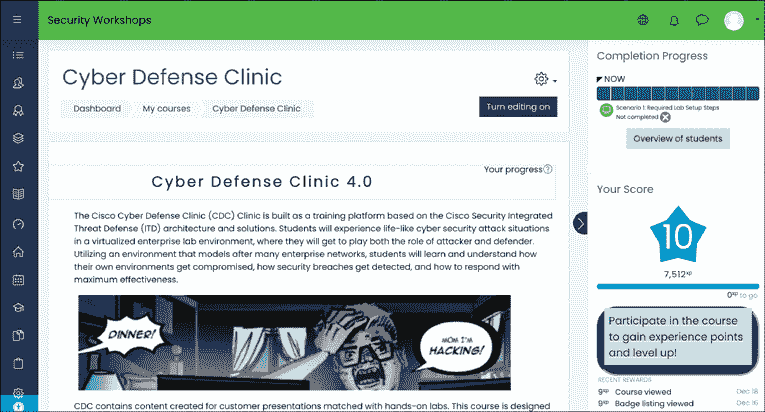 Security Workshops
Cyber Defense Clinic
Dashboard
My courses
Cyber Defense Clinic
Turn editing on
Your progress
Cyber Defense Clinic 4.0
The Cisco Cyber Defense Clinic (CDC) Clinic is built as a training platform based on the Cisco Security Integrated
Threat Defense (ITD) architecture and solutions. Students will experience life-like cyber security attack situations
in a virtualized enterprise lab environment, where they will get to play both the role of attacker and defender.
Utilizing an environment that models after many enterprise networks, students will learn and understand how
their own environments get compromised, how security breaches get detected, and how to respond with
maximum effectiveness.
DINNER!
MOM I'M
HACKING!
CDC contains content created for customer presentations matched with hands-on labs. This course is designed
Completion Progress
NOW
Scenario 1: Required Lab Setup Steps
Not completed
Overview of students
Your Score
10
7,512xp
0xp to go
Participate in the course
to gain experience points
and level up!
RECENT REWARDS
9xp Course viewed Dec 18
9xp Badge listing viewed Dec 16